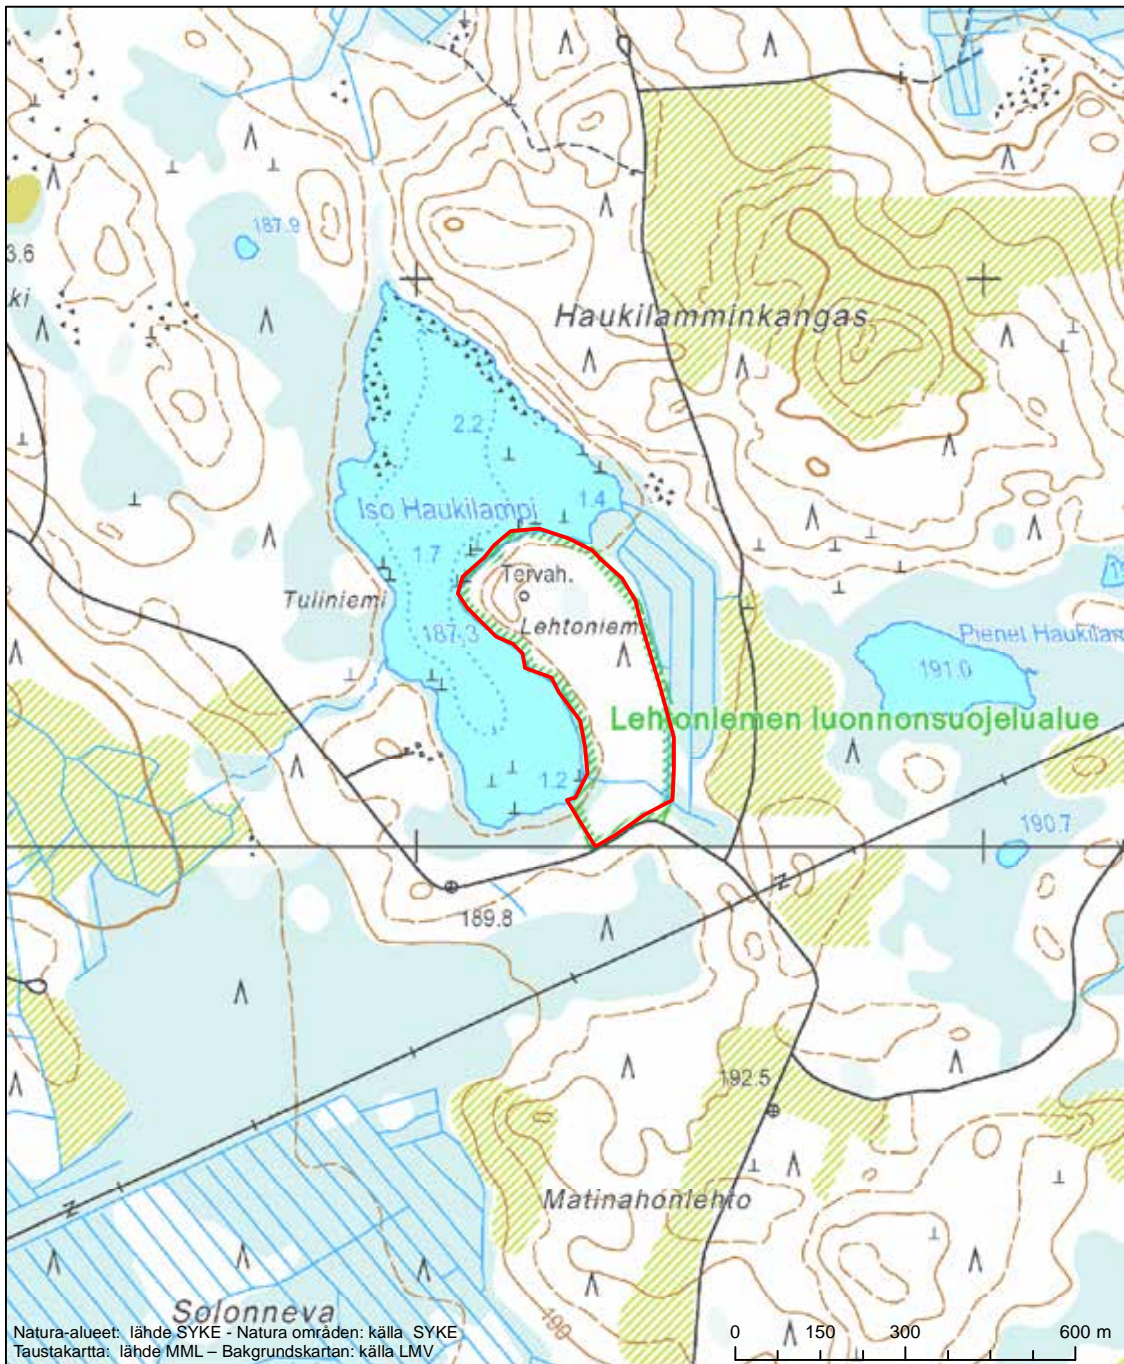 187.9
3.6
ki
Haukilamminkangas
2.2
1.4
Iso Haukilampi
1.7
Tervah.
Tuliniemi
Lehtoniem
187.3
Pienet Haukilam
191.0
Lehtoniemen luonnonsuojelualue
1.2
190.7
Z
189.8
192.5
Z
Matinahonlehto
Solonneva
190
Natura-alueet: lähde SYKE - Natura områden: källa SYKE
Taustakartta: lähde MML – Bakgrundskartan: källa LMV
0 150 300 600 m